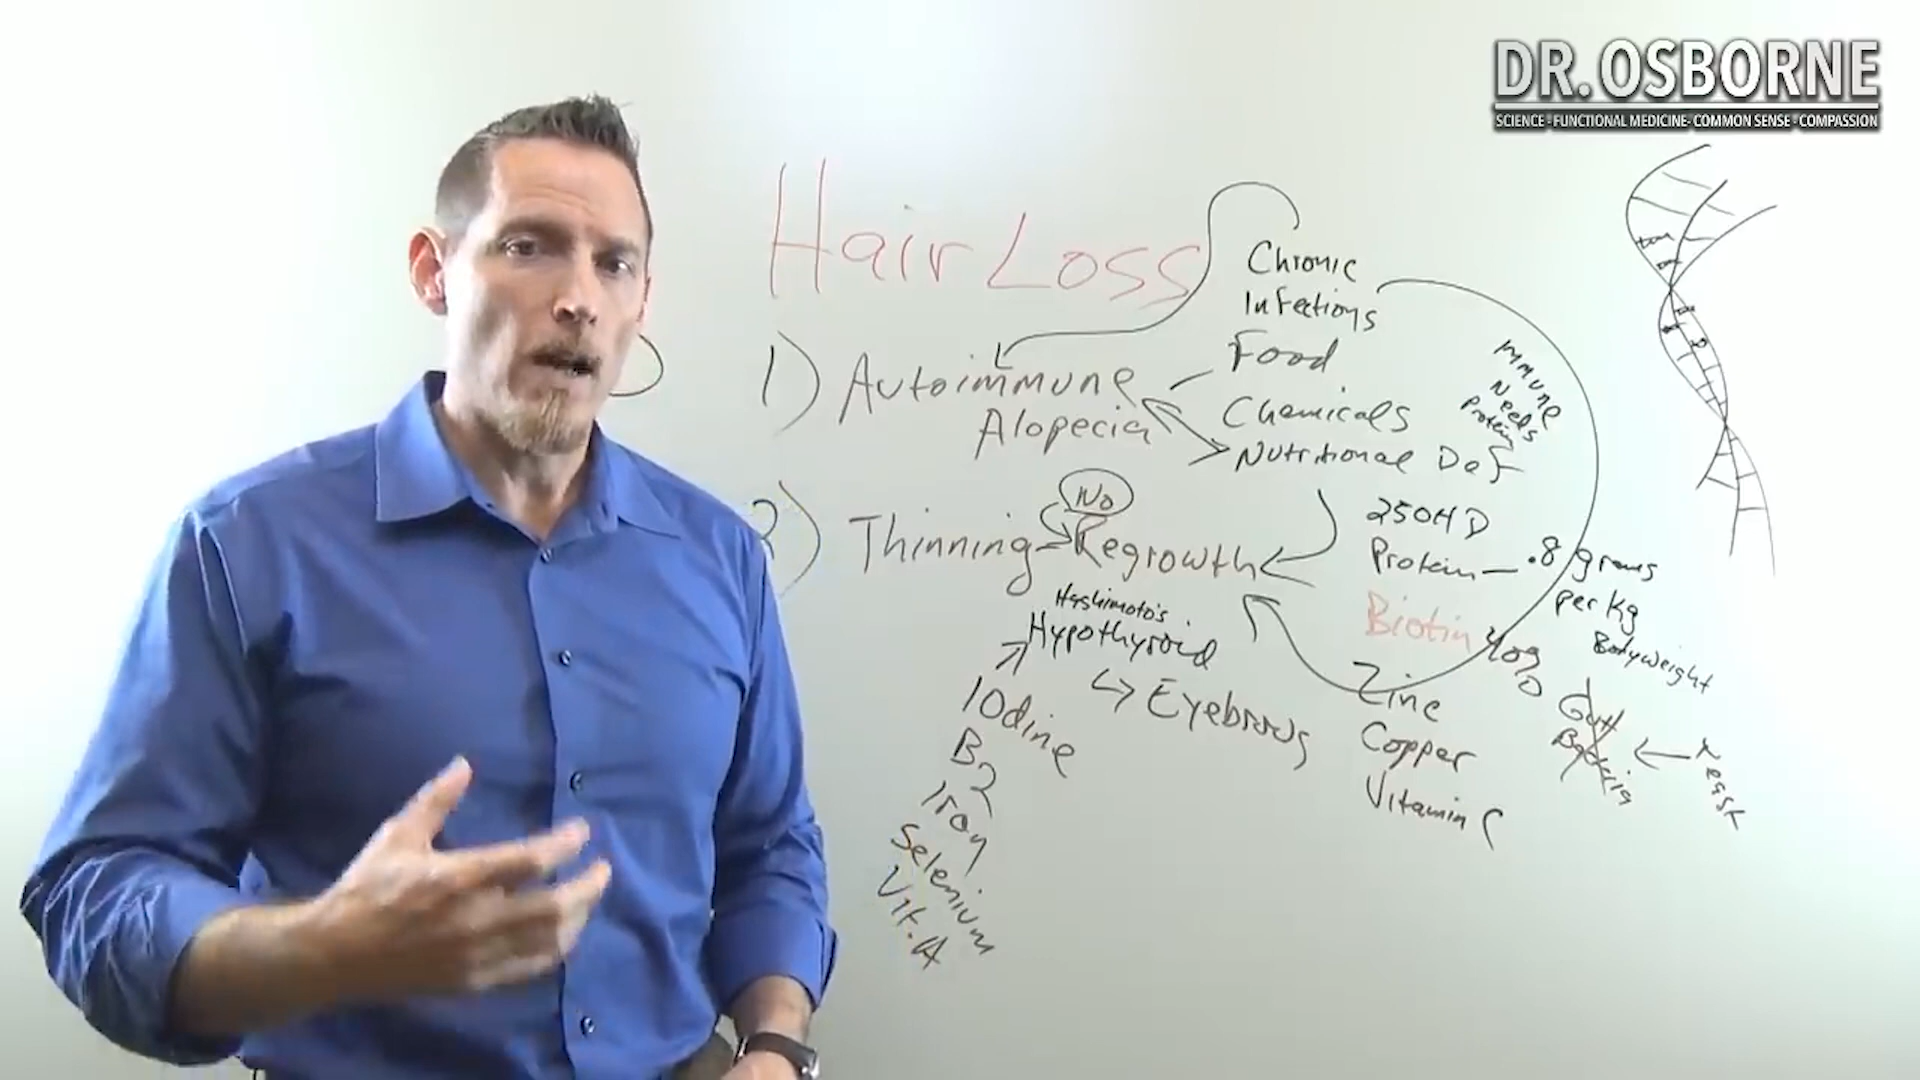 DR. OSBORNE
SCIENCE - FUNCTIONAL MEDICINE - COMMON SENSE - COMPASSION
Hair Loss
Chronic
Infections
Food
Chemicals
Nutritional Def
1) Autoimmune
Alopecia
Immune
Needs
Protein
2) Thinning - Regrowth
No
25OHD
Protein - .8 grams
per Kg
Bodyweight
Biotin
Zinc
Copper
Vitamin C
Gut
Bacteria
Yeast
Hashimoto's
Hypothyroid
Eyebrows
Iodine
B2
Iron
Selenium
Vit. A